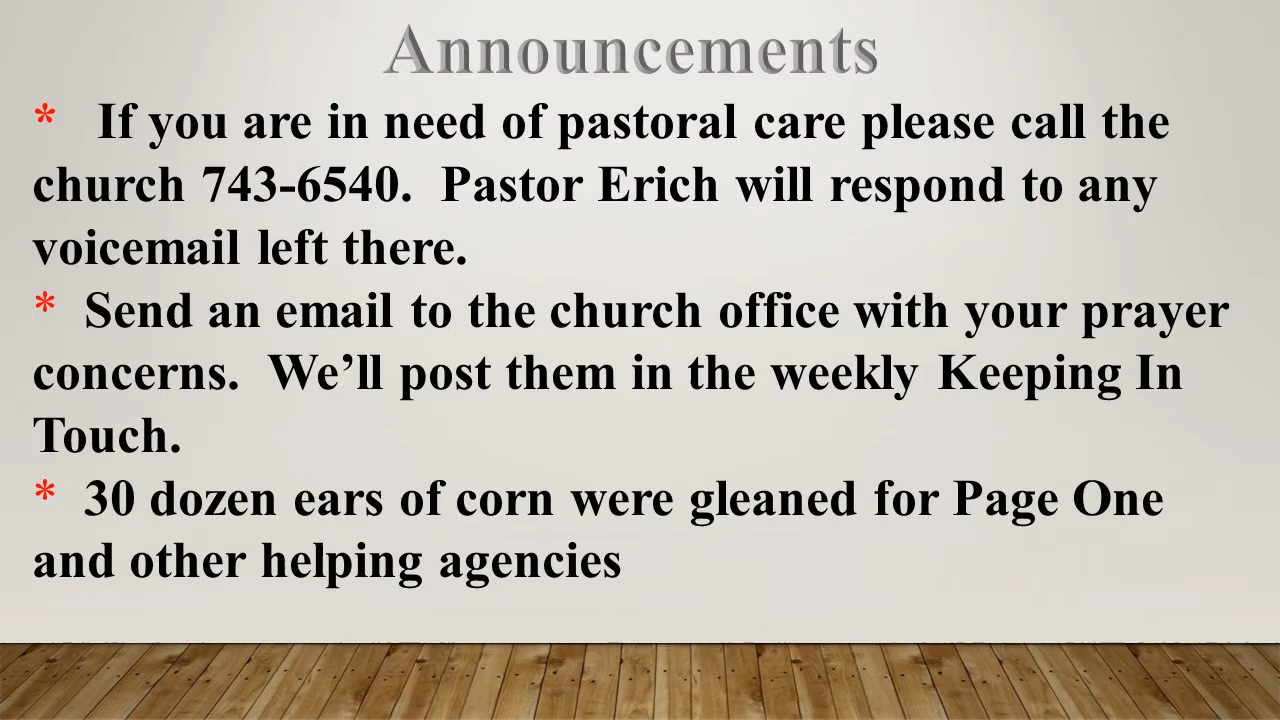 Announcements
* If you are in need of pastoral care please call the
church 743-6540. Pastor Erich will respond to any
voicemail left there.
* Send an email to the church office with your prayer
concerns. We’ll post them in the weekly Keeping In
Touch.
* 30 dozen ears of corn were gleaned for Page One
and other helping agencies